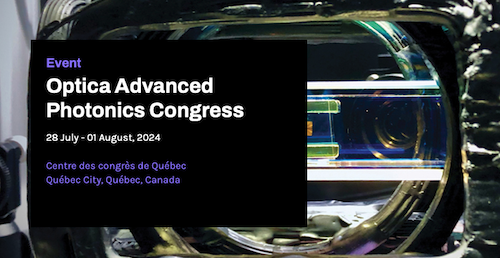 Event
Optica Advanced
Photonics Congress
28 July - 01 August, 2024
Centre des congrès de Québec
Québec City, Québec, Canada